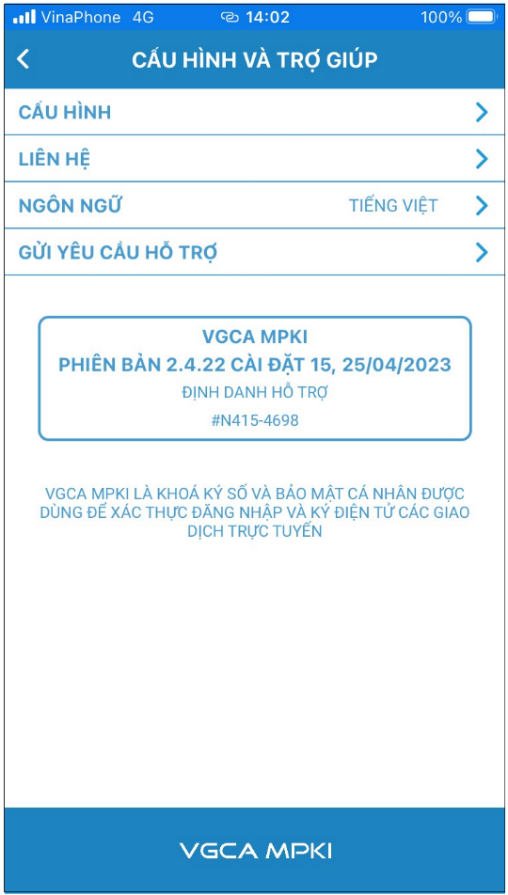 VinaPhone 4G 14:02 100%
CẤU HÌNH VÀ TRỢ GIÚP
CẤU HÌNH
LIÊN HỆ
NGÔN NGỮ TIẾNG VIỆT
GỬI YÊU CẦU HỖ TRỢ
VGCA MPKI
PHIÊN BẢN 2.4.22 CÀI ĐẶT 15, 25/04/2023
ĐỊNH DANH HỖ TRỢ
#N415-4698
VGCA MPKI LÀ KHOÁ KÝ SỐ VÀ BẢO MẬT CÁ NHÂN ĐƯỢC
DÙNG ĐỂ XÁC THỰC ĐĂNG NHẬP VÀ KÝ ĐIỆN TỬ CÁC GIAO
DỊCH TRỰC TUYẾN
VGCA MPKI